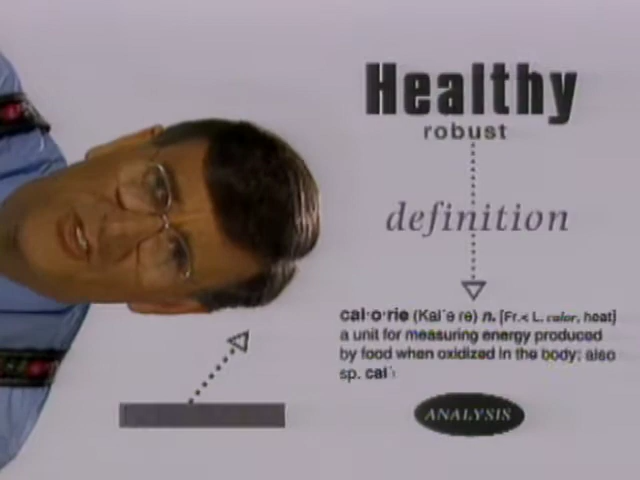 Healthy
robust
definition
cal·o·rie (Kal´ə rē) n. [Fr.< L. calor, heat]
a unit for measuring energy produced
by food when oxidized in the body; also
sp. cal
ANALYSIS